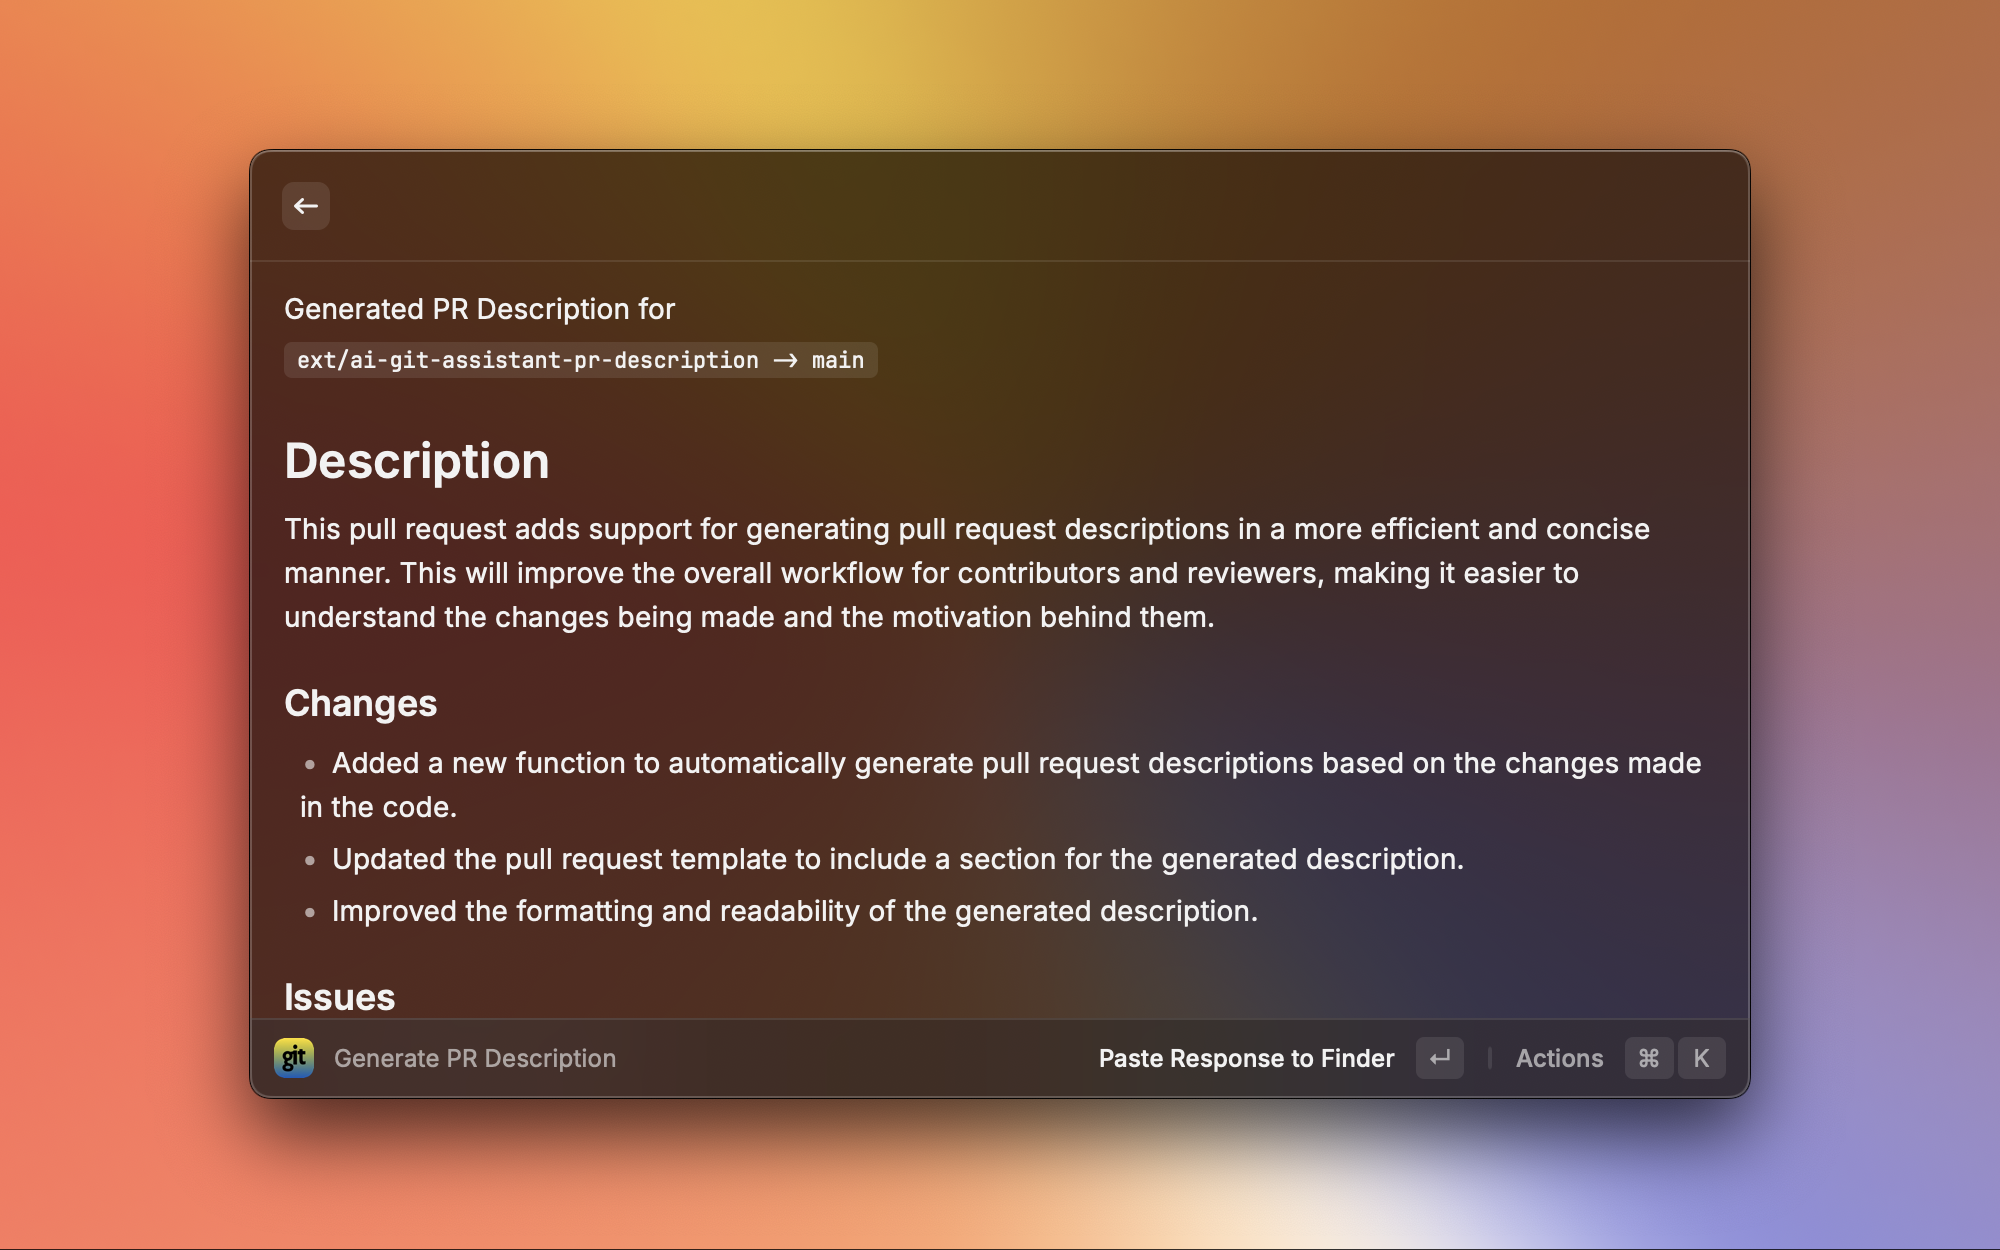 Generated PR Description for
ext/ai-git-assistant-pr-description → main
Description
This pull request adds support for generating pull request descriptions in a more efficient and concise
manner. This will improve the overall workflow for contributors and reviewers, making it easier to
understand the changes being made and the motivation behind them.
Changes
• Added a new function to automatically generate pull request descriptions based on the changes made
in the code.
• Updated the pull request template to include a section for the generated description.
• Improved the formatting and readability of the generated description.
Issues
git Generate PR Description Paste Response to Finder ↵ | Actions ⌘ K